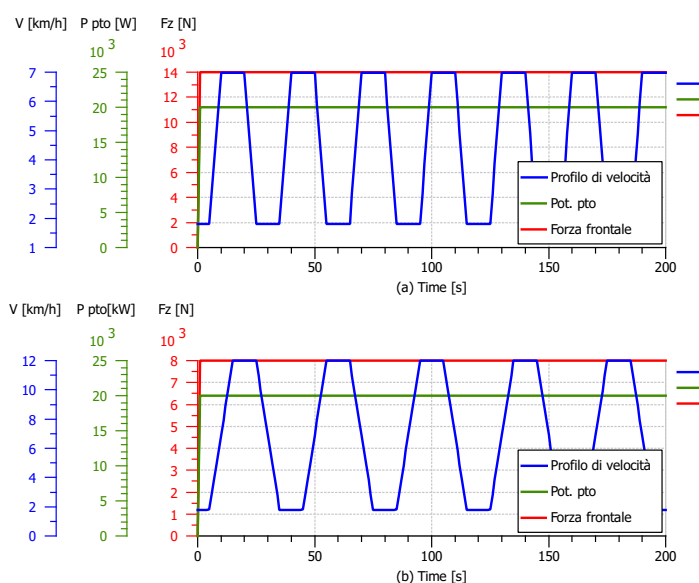 V [km/h] P pto [W] Fz [N]
10 3 10 3
7 25 14
6 20 12
5 15 10
4 10 8
3 5 6
2 0 4
1 2
0
Profilo di velocità
Pot. pto
Forza frontale
0 50 100 150 200
(a) Time [s]
V [km/h] P pto[kW] Fz [N]
10 3 10 3
12 25 8
10 20 7
8 15 6
6 10 5
4 5 4
2 0 3
0 2
1
0
Profilo di velocità
Pot. pto
Forza frontale
0 50 100 150 200
(b) Time [s]